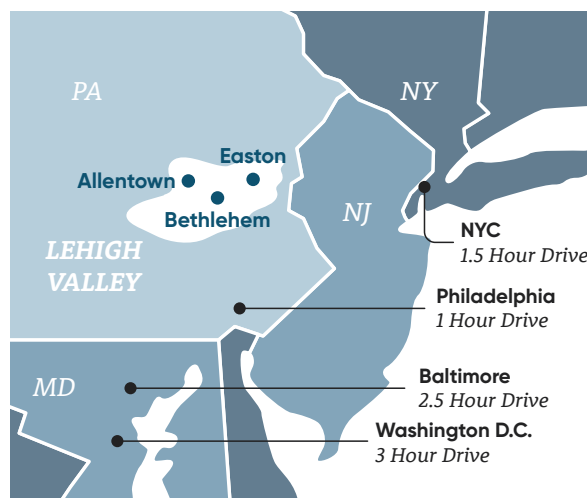 PA
NY
Easton
Allentown
Bethlehem
NJ
LEHIGH
VALLEY
NYC
1.5 Hour Drive
Philadelphia
1 Hour Drive
MD
Baltimore
2.5 Hour Drive
Washington D.C.
3 Hour Drive